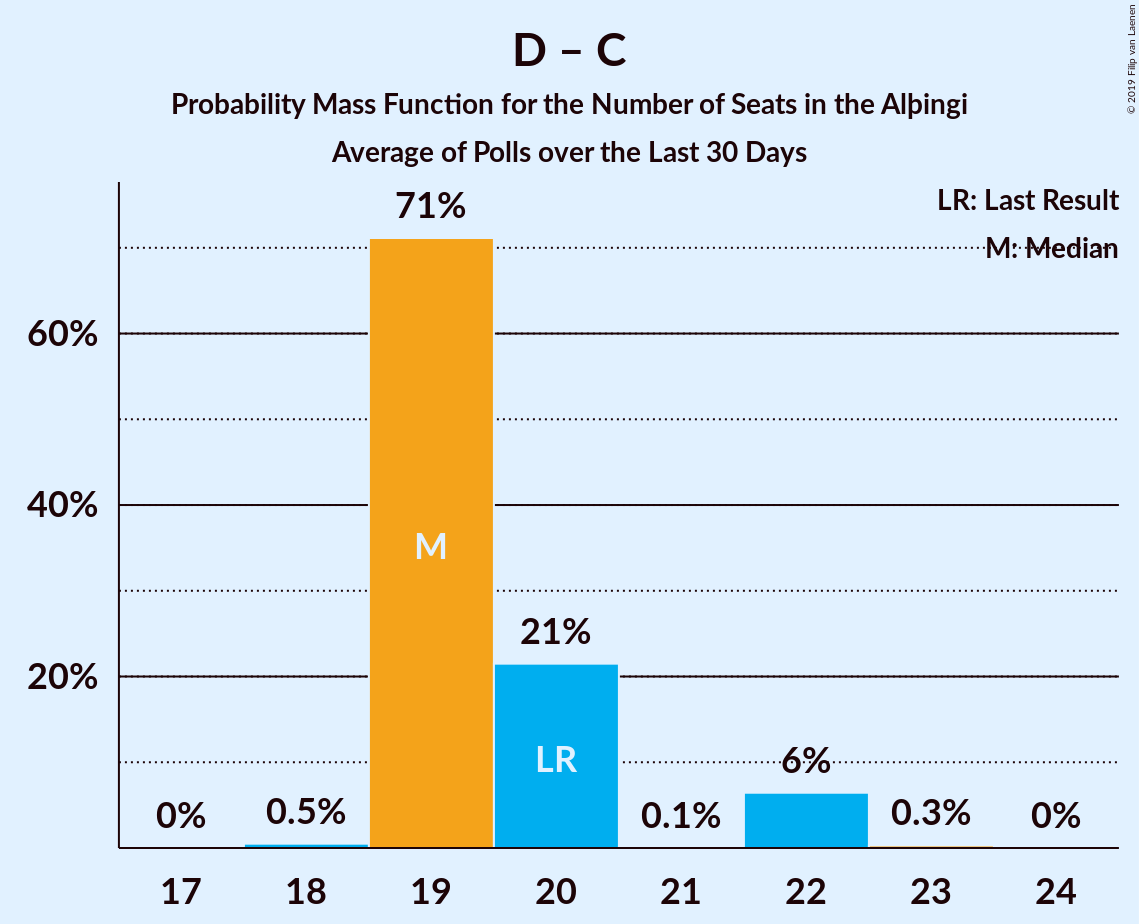 D – C
Probability Mass Function for the Number of Seats in the Alþingi
Average of Polls over the Last 30 Days
© 2019 Filip van Laenen
LR: Last Result
M: Median
71%
60%
40%
20%
M
21%
LR
0%
0.5%
0.1%
6%
0.3%
0%
17 18 19 20 21 22 23 24